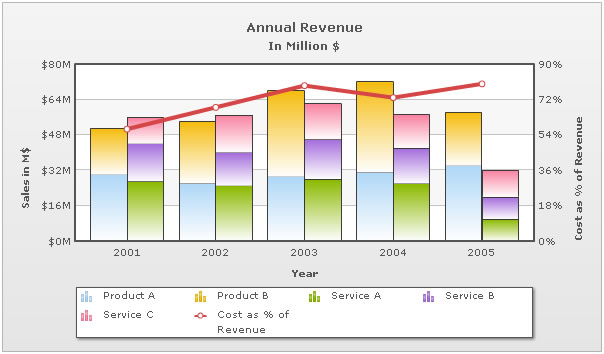 Annual Revenue
In Million $
$80M
$64M
$48M
$32M
$16M
$0M
Sales in M$
90%
72%
54%
36%
18%
0%
Cost as % of Revenue
2001 2002 2003 2004 2005
Year
Product A Product B Service A Service B
Service C Cost as % of
Revenue